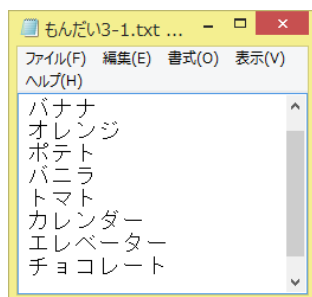 もんだい3-1.txt ...
ファイル(F) 編集(E) 書式(O) 表示(V)
ヘルプ(H)
バナナ
オレンジ
ポテト
バニラ
トマト
カレンダー
エレベーター
チョコレート